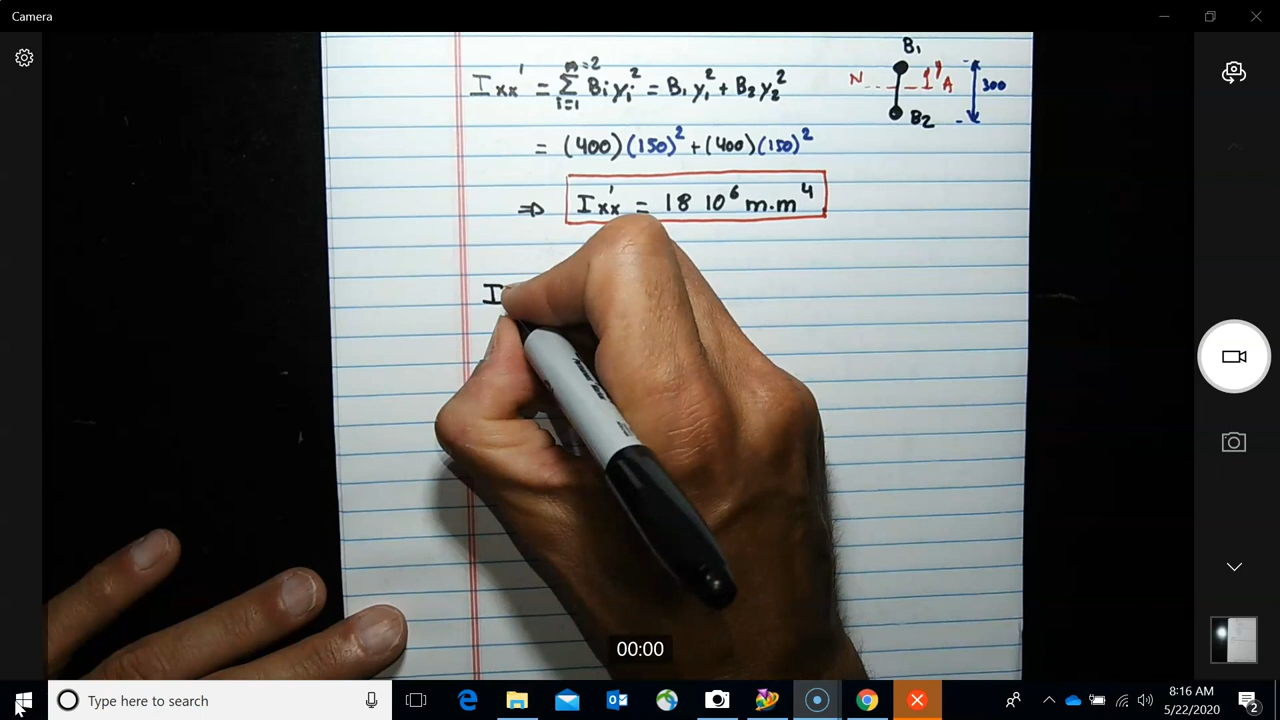 Camera
B1
Ixx' = Σ n=2 i=1 Bi yi² = B1 y1² + B2 y2²
N A
300
B2
= (400)(150)² + (400)(150)²
⇒ Ixx' = 18 10⁶ m.m⁴
I
00:00
Type here to search
8:16 AM
5/22/2020
2